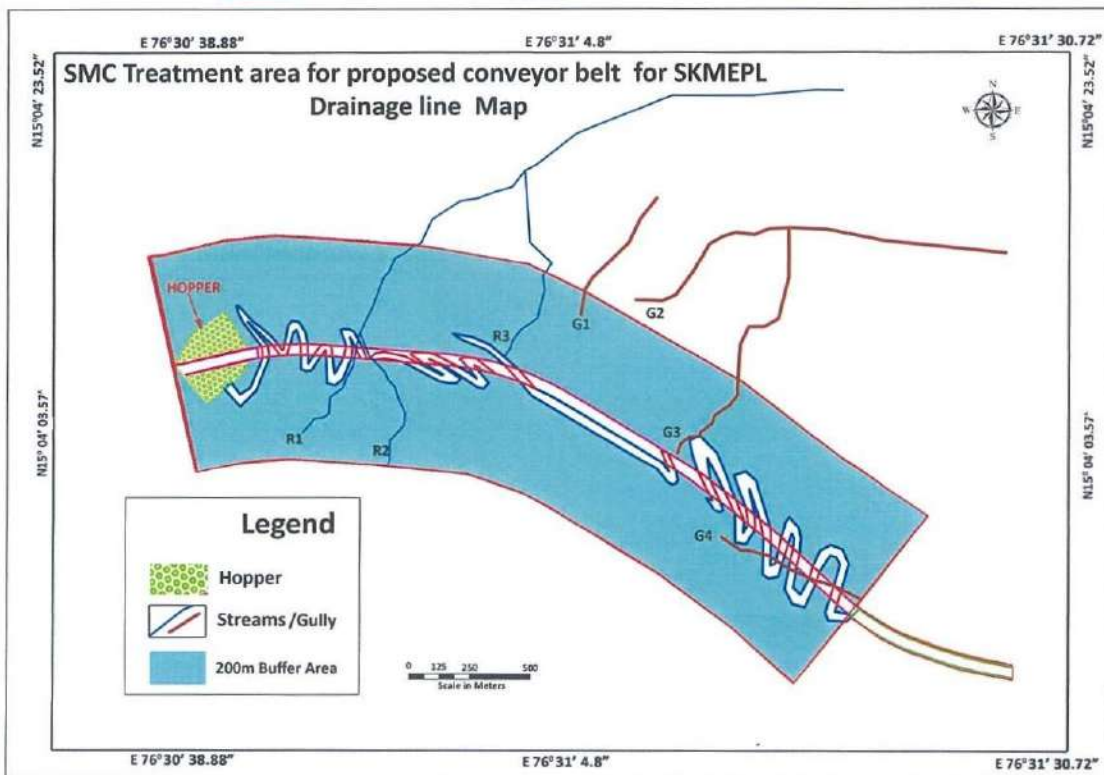 E 76°30' 38.88"
E 76°31' 4.8"
E 76°31' 30.72"
N15°04' 23.52"
N15°04' 23.52"
SMC Treatment area for proposed conveyor belt for SKMEPL
Drainage line Map
N
W
E
S
HOPPER
G1
G2
R3
N15° 04' 03.57"
N15° 04' 03.57"
R1
R2
G3
G4
Legend
Hopper
Streams /Gully
200m Buffer Area
0 125 250 500
Scale in Meters
E 76°30' 38.88"
E 76°31' 4.8"
E 76°31' 30.72"